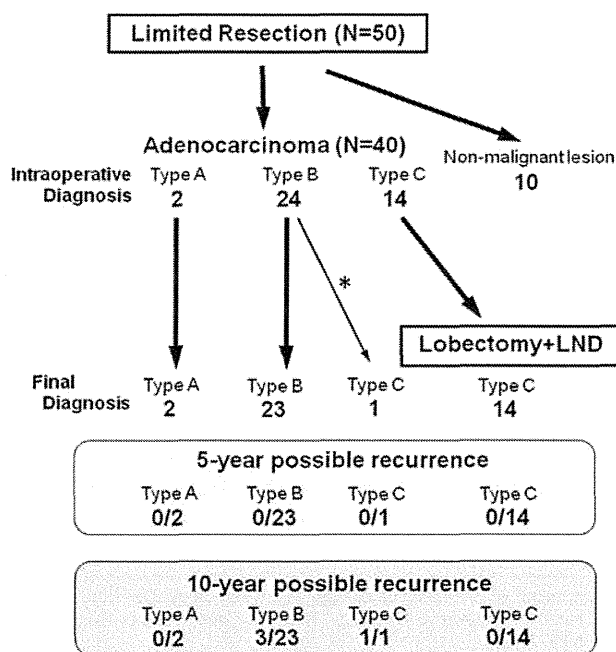 Limited Resection (N=50)
Adenocarcinoma (N=40)
Non-malignant lesion
10
Intraoperative Diagnosis
Type A Type B Type C
2 24 14
*
Lobectomy+LND
Final Diagnosis
Type A Type B Type C Type C
2 23 1 14
5-year possible recurrence
Type A Type B Type C Type C
0/2 0/23 0/1 0/14
10-year possible recurrence
Type A Type B Type C Type C
0/2 3/23 1/1 0/14